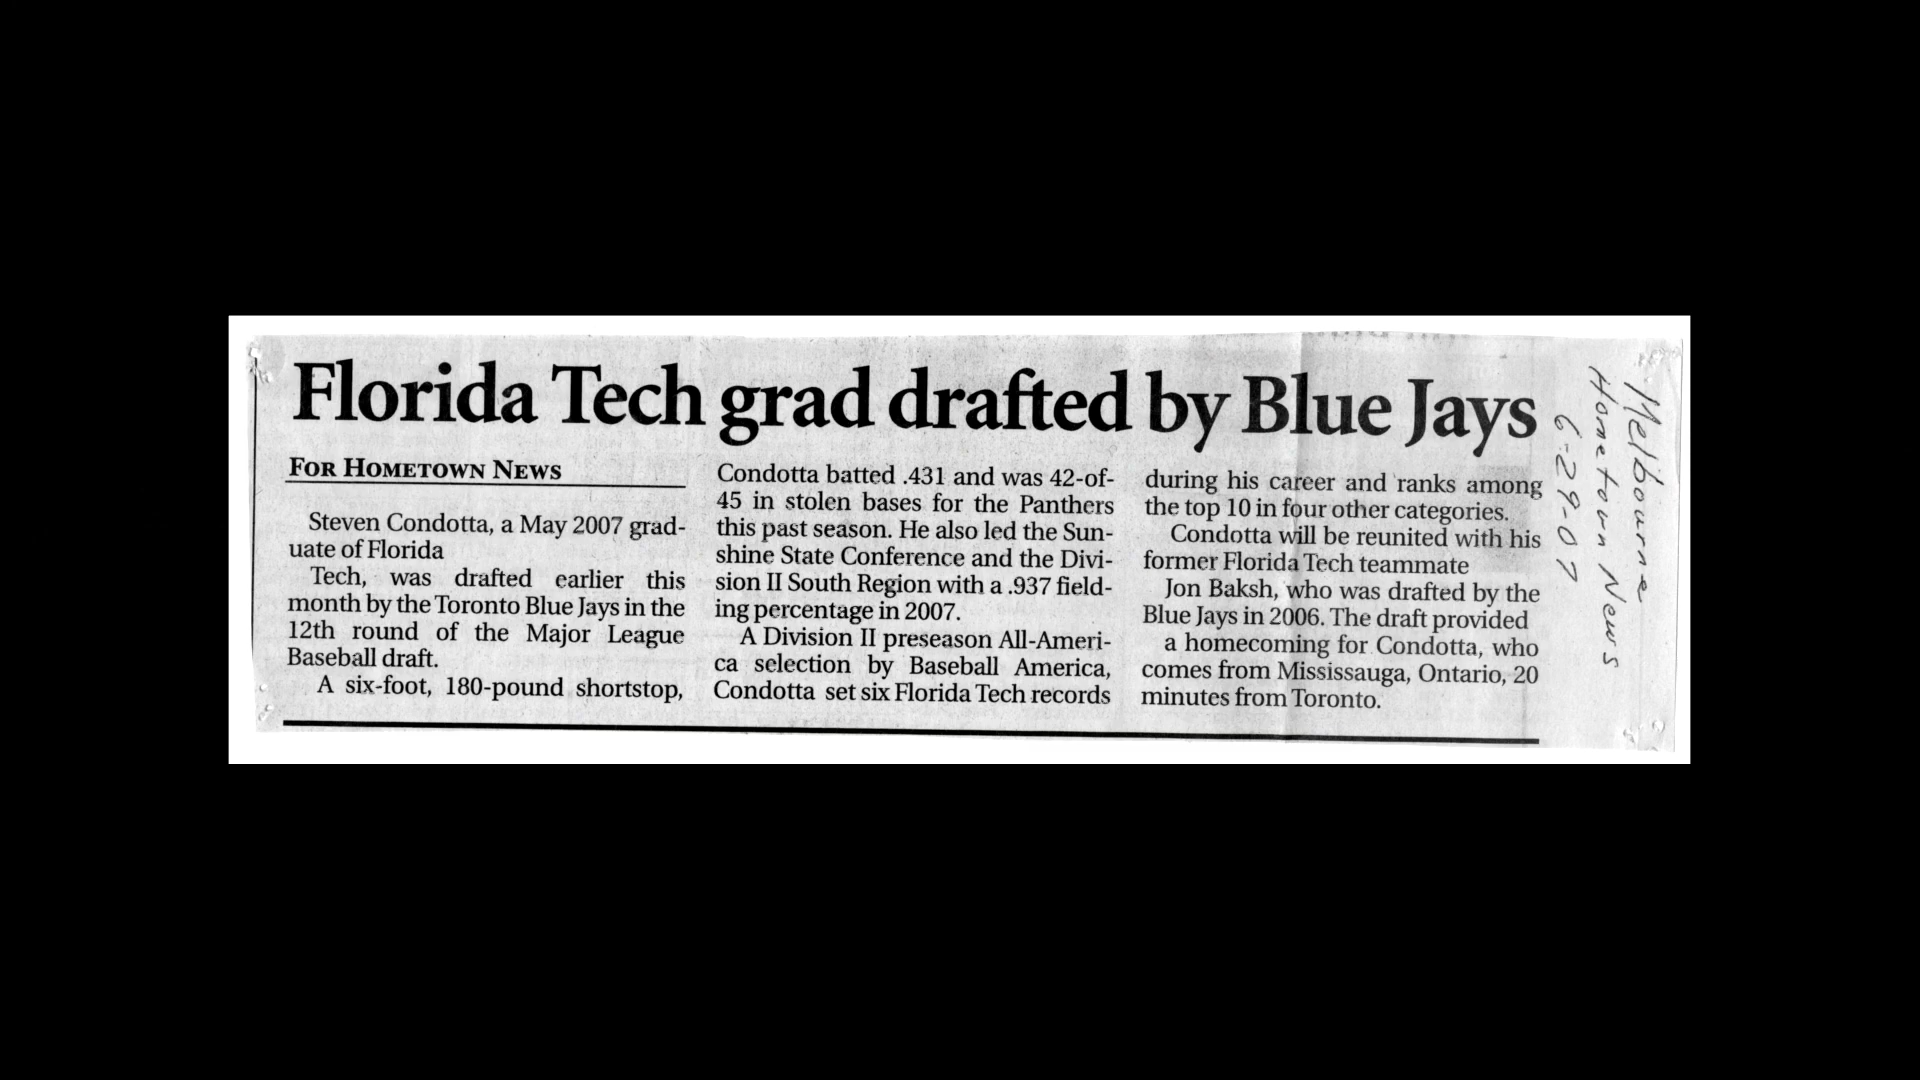 Florida Tech grad drafted by Blue Jays
FOR HOMETOWN NEWS
Steven Condotta, a May 2007 grad-
uate of Florida
Tech, was drafted earlier this
month by the Toronto Blue Jays in the
12th round of the Major League
Baseball draft.
A six-foot, 180-pound shortstop,
Condotta batted .431 and was 42-of-
45 in stolen bases for the Panthers
this past season. He also led the Sun-
shine State Conference and the Divi-
sion II South Region with a .937 field-
ing percentage in 2007.
A Division II preseason All-Ameri-
ca selection by Baseball America,
Condotta set six Florida Tech records
during his career and ranks among
the top 10 in four other categories.
Condotta will be reunited with his
former Florida Tech teammate
Jon Baksh, who was drafted by the
Blue Jays in 2006. The draft provided
a homecoming for Condotta, who
comes from Mississauga, Ontario, 20
minutes from Toronto.
Melbourne
Hometown News
6-29-07